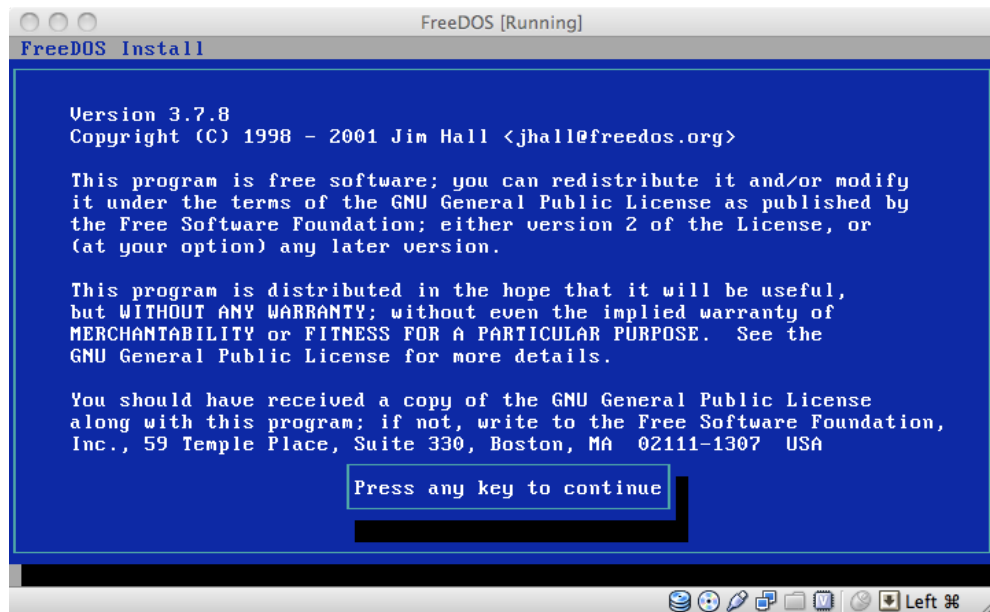 FreeDOS [Running]
FreeDOS Install
Version 3.7.8
Copyright (C) 1998 - 2001 Jim Hall <jhall@freedos.org>
This program is free software; you can redistribute it and/or modify
it under the terms of the GNU General Public License as published by
the Free Software Foundation; either version 2 of the License, or
(at your option) any later version.
This program is distributed in the hope that it will be useful,
but WITHOUT ANY WARRANTY; without even the implied warranty of
MERCHANTABILITY or FITNESS FOR A PARTICULAR PURPOSE.  See the
GNU General Public License for more details.
You should have received a copy of the GNU General Public License
along with this program; if not, write to the Free Software Foundation,
Inc., 59 Temple Place, Suite 330, Boston, MA  02111-1307  USA
Press any key to continue
Left ⌘